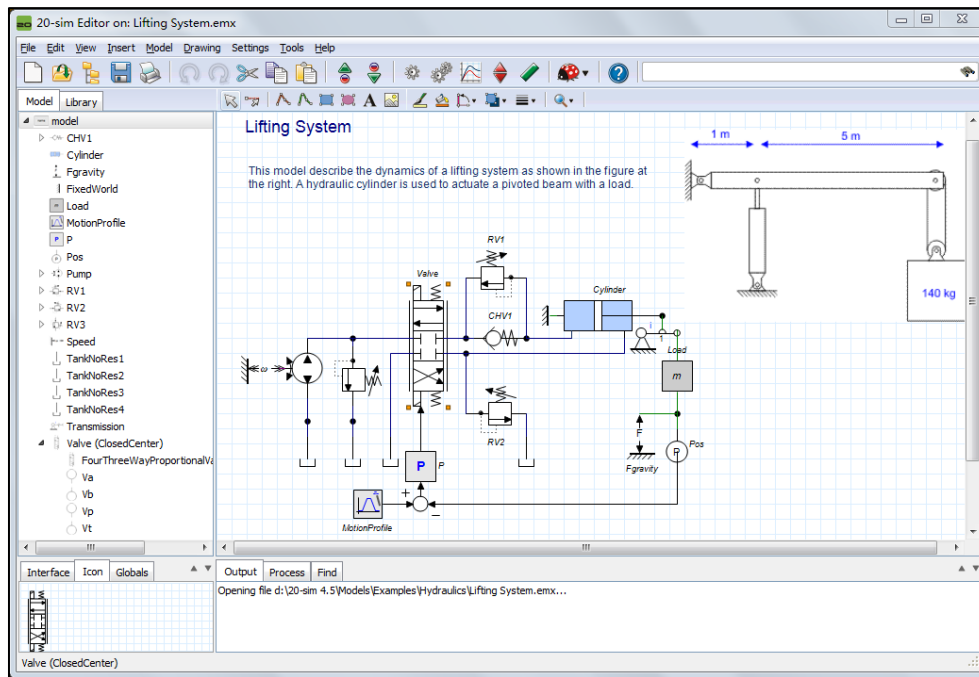 20-sim Editor on: Lifting System.emx
File Edit View Insert Model Drawing Settings Tools Help
Model Library
model
CHV1
Cylinder
Fgravity
FixedWorld
Load
MotionProfile
P
Pos
Pump
RV1
RV2
RV3
Speed
TankNoRes1
TankNoRes2
TankNoRes3
TankNoRes4
Transmission
Valve (ClosedCenter)
FourThreeWayProportionalVa
Va
Vb
Vp
Vt
Lifting System
This model describe the dynamics of a lifting system as shown in the figure at
the right. A hydraulic cylinder is used to actuate a pivoted beam with a load.
1 m
5 m
140 kg
RV1
Valve
Cylinder
CHV1
i
1
Load
ω
m
RV2
F
Pos
P
Fgravity
P
P
+
−
MotionProfile
Interface Icon Globals
Output Process Find
Opening file d:\20-sim 4.5\Models\Examples\Hydraulics\Lifting System.emx...
Valve (ClosedCenter)